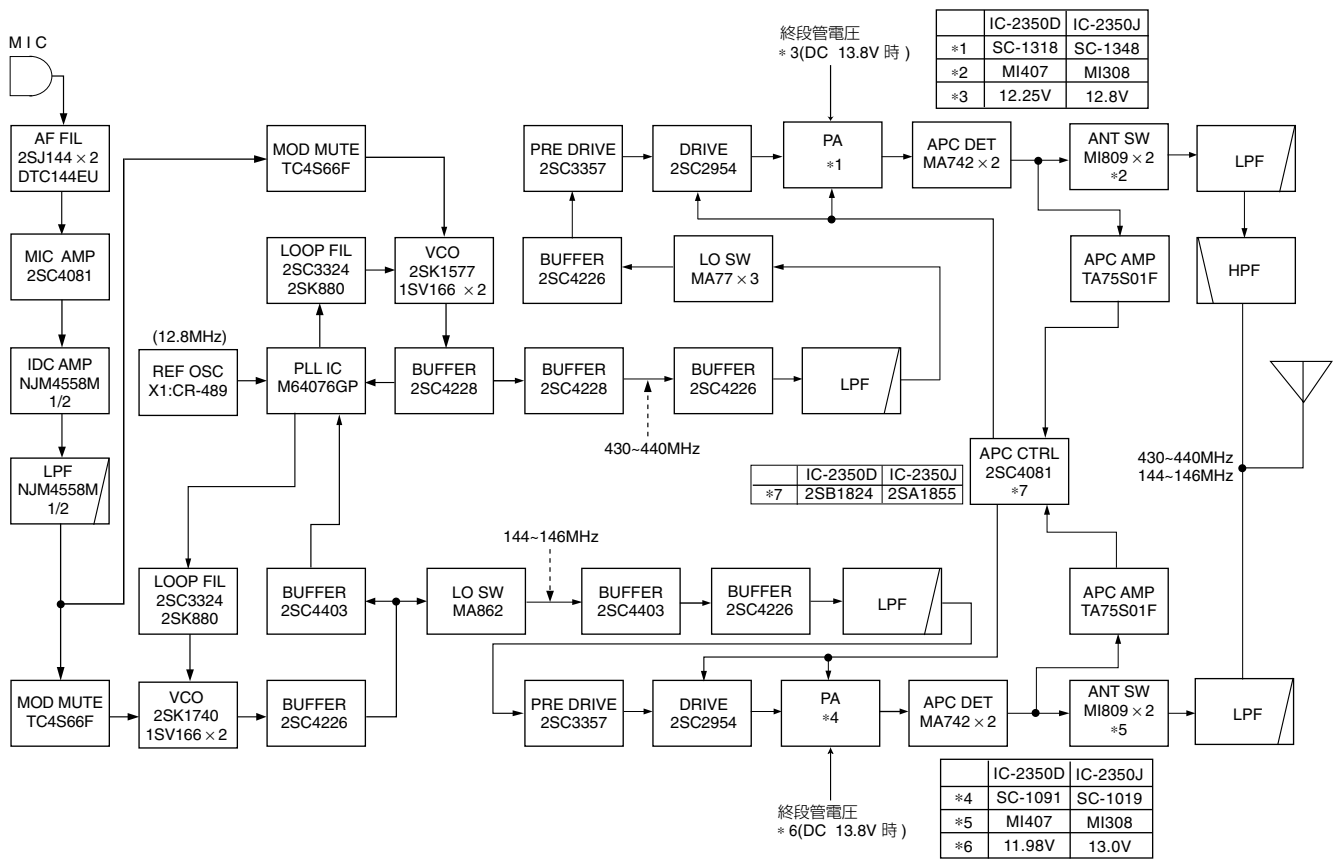 MIC
AF FIL
2SJ144×2
DTC144EU
MIC AMP
2SC4081
IDC AMP
NJM4558M
1/2
LPF
NJM4558M
1/2
MOD MUTE
TC4S66F
MOD MUTE
TC4S66F
LOOP FIL
2SC3324
2SK880
VCO
2SK1577
1SV166 ×2
(12.8MHz)
REF OSC
X1:CR-489
PLL IC
M64076GP
BUFFER
2SC4228
BUFFER
2SC4228
BUFFER
2SC4226
LPF
430~440MHz
PRE DRIVE
2SC3357
DRIVE
2SC2954
終段管電圧
*3(DC 13.8V 時)
PA
*1
APC DET
MA742×2
ANT SW
MI809×2
*2
LPF
IC-2350D IC-2350J
*1 SC-1318 SC-1348
*2 MI407 MI308
*3 12.25V 12.8V
BUFFER
2SC4226
LO SW
MA77×3
APC AMP
TA75S01F
HPF
APC CTRL
2SC4081
*7
IC-2350D IC-2350J
*7 2SB1824 2SA1855
430~440MHz
144~146MHz
LOOP FIL
2SC3324
2SK880
BUFFER
2SC4403
LO SW
MA862
144~146MHz
BUFFER
2SC4403
BUFFER
2SC4226
LPF
APC AMP
TA75S01F
VCO
2SK1740
1SV166×2
BUFFER
2SC4226
PRE DRIVE
2SC3357
DRIVE
2SC2954
PA
*4
APC DET
MA742×2
ANT SW
MI809×2
*5
LPF
終段管電圧
*6(DC 13.8V 時)
IC-2350D IC-2350J
*4 SC-1091 SC-1019
*5 MI407 MI308
*6 11.98V 13.0V